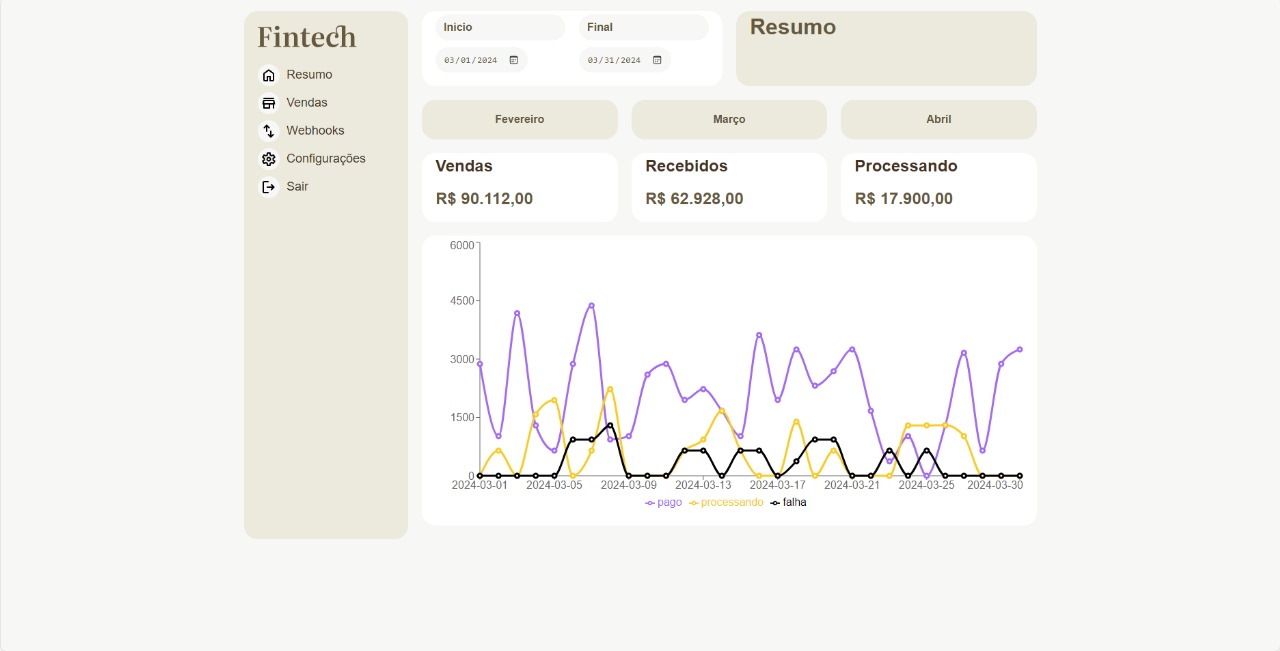 Fintech
Resumo
Vendas
Webhooks
Configurações
Sair
Inicio
03/01/2024
Final
03/31/2024
Resumo
Fevereiro
Março
Abril
Vendas
R$ 90.112,00
Recebidos
R$ 62.928,00
Processando
R$ 17.900,00
6000
4500
3000
1500
0
2024-03-01 2024-03-05 2024-03-09 2024-03-13 2024-03-17 2024-03-21 2024-03-25 2024-03-30
pago processando falha